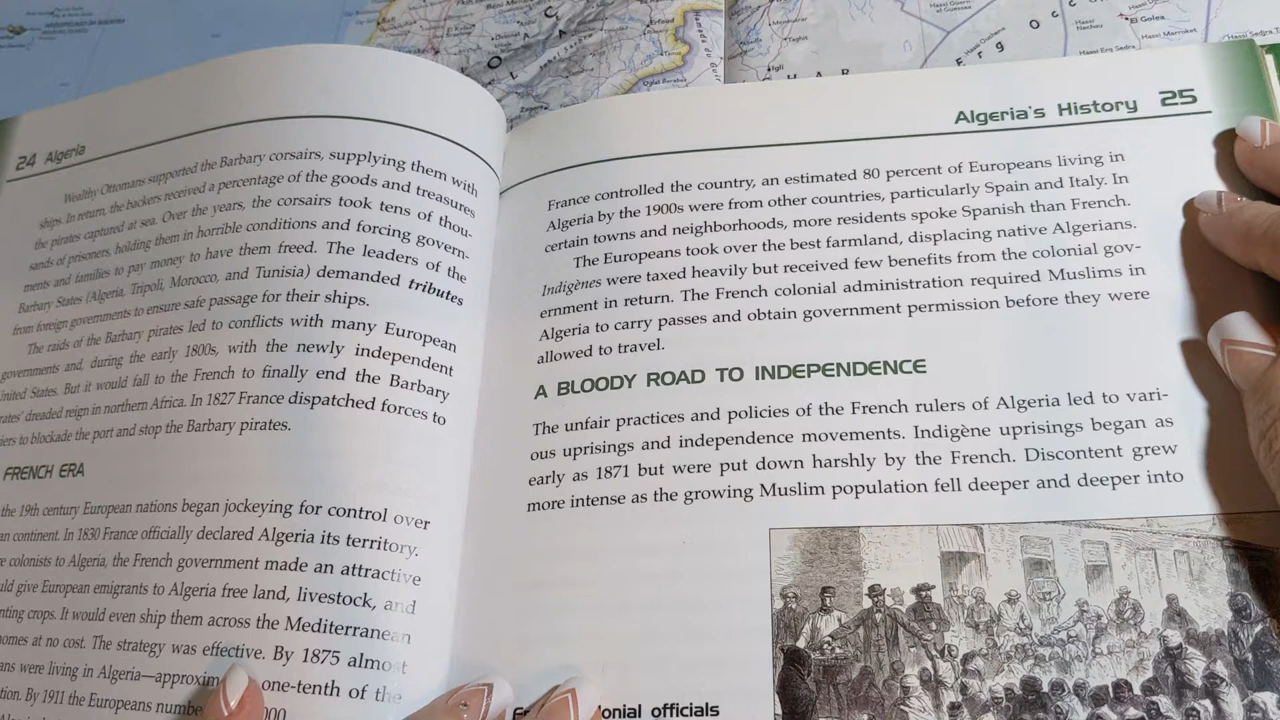 24 Algeria
Wealthy Ottomans supported the Barbary corsairs, supplying them with
ships. In return, the backers received a percentage of the goods and treasures
the pirates captured at sea. Over the years, the corsairs took tens of thou-
sands of prisoners, holding them in horrible conditions and forcing govern-
ments and families to pay money to have them freed. The leaders of the
Barbary States (Algeria, Tripoli, Morocco, and Tunisia) demanded tributes
from foreign governments to ensure safe passage for their ships.
The raids of the Barbary pirates led to conflicts with many European
governments and, during the early 1800s, with the newly independent
United States. But it would fall to the French to finally end the Barbary
rates' dreaded reign in northern Africa. In 1827 France dispatched forces to
iers to blockade the port and stop the Barbary pirates.
FRENCH ERA
the 19th century European nations began jockeying for control over
an continent. In 1830 France officially declared Algeria its territory.
e colonists to Algeria, the French government made an attractive
uld give European emigrants to Algeria free land, livestock, and
nting crops. It would even ship them across the Mediterranean
omes at no cost. The strategy was effective. By 1875 almost
ans were living in Algeria—approxim one-tenth of the
tion. By 1911 the Europeans numbe 000
Algeria's History 25
France controlled the country, an estimated 80 percent of Europeans living in
Algeria by the 1900s were from other countries, particularly Spain and Italy. In
certain towns and neighborhoods, more residents spoke Spanish than French.
The Europeans took over the best farmland, displacing native Algerians.
Indigènes were taxed heavily but received few benefits from the colonial gov-
ernment in return. The French colonial administration required Muslims in
Algeria to carry passes and obtain government permission before they were
allowed to travel.
A BLOODY ROAD TO INDEPENDENCE
The unfair practices and policies of the French rulers of Algeria led to vari-
ous uprisings and independence movements. Indigène uprisings began as
early as 1871 but were put down harshly by the French. Discontent grew
more intense as the growing Muslim population fell deeper and deeper into
onial officials
Erfoud
Taghit
Igli
Erg
El Golea
Hassi Marroket
Hassi Erg Sedra
Zagora
Hamada du Guir